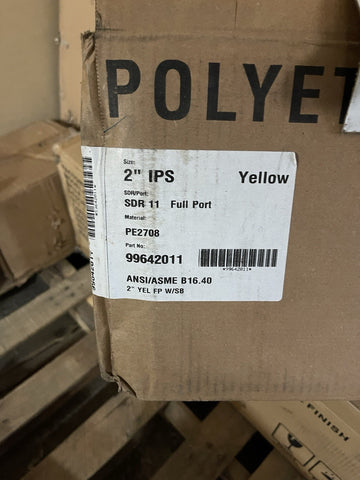 POLYET
Size:
2" IPS Yellow
SDR/Port:
SDR 11 Full Port
Material:
PE2708
Part No:
99642011
*99642011*
ANSI/ASME B16.40
2" YEL FP W/SB
FINISH